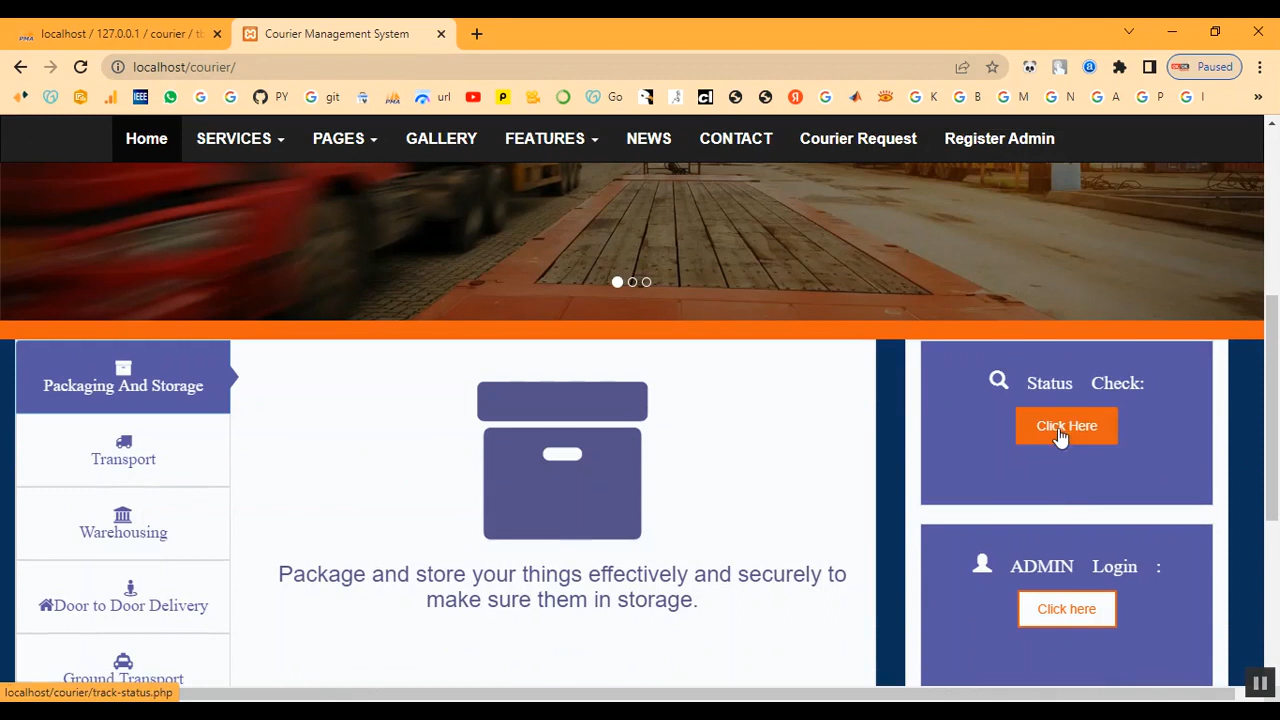 localhost / 127.0.0.1 / courier / tb
Courier Management System
localhost/courier/
Paused
PY
git
url
Go
K
B
M
N
A
P
I
Home
SERVICES
PAGES
GALLERY
FEATURES
NEWS
CONTACT
Courier Request
Register Admin
Packaging And Storage
Transport
Warehousing
Door to Door Delivery
Ground Transport
Package and store your things effectively and securely to
make sure them in storage.
Status Check:
Click Here
ADMIN Login :
Click here
localhost/courier/track-status.php